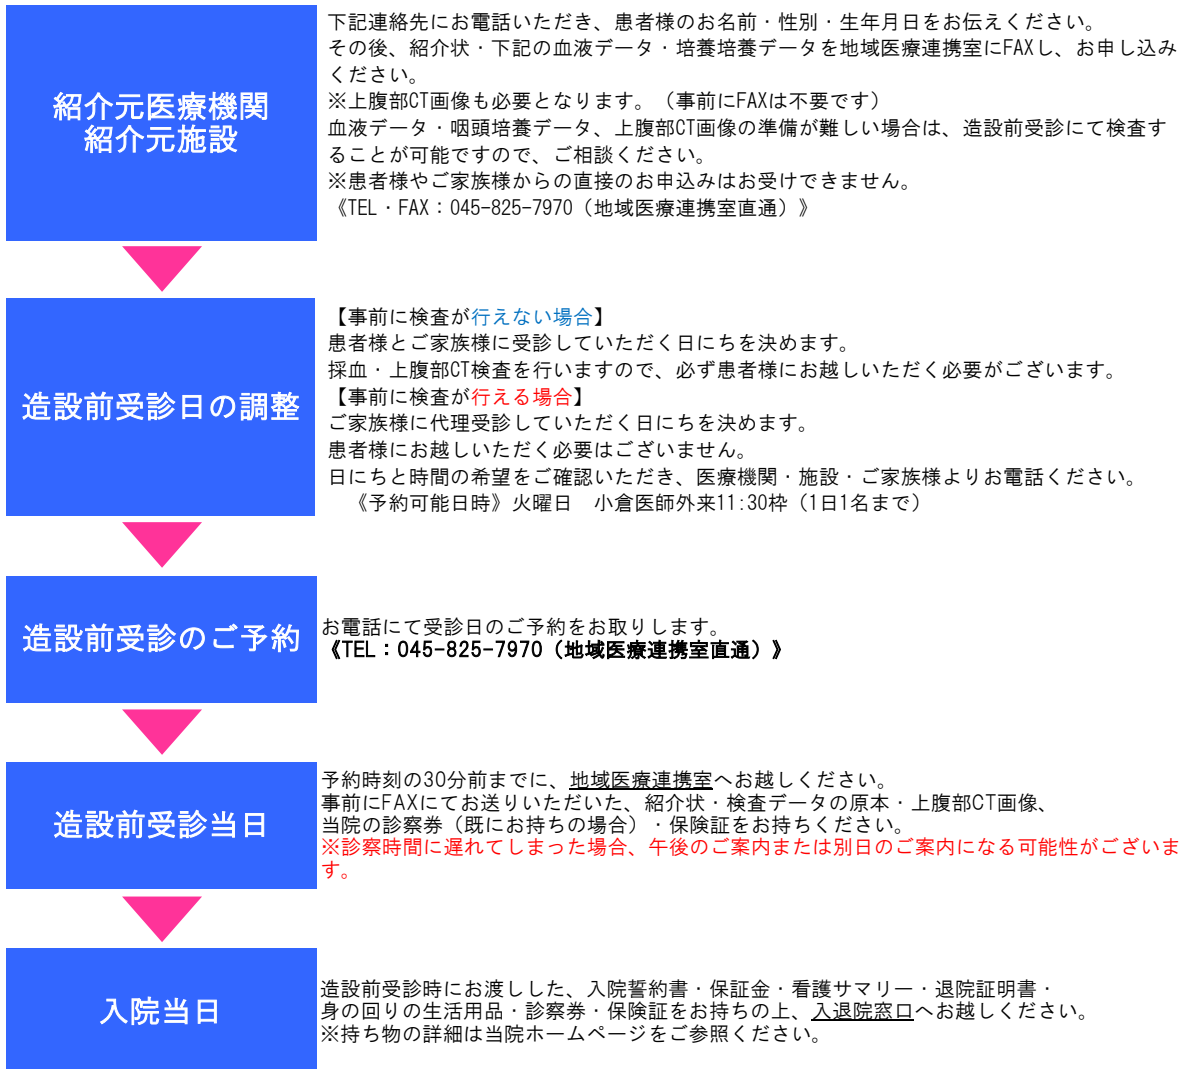 紹介元医療機関
紹介元施設
下記連絡先にお電話いただき、患者様のお名前・性別・生年月日をお伝えください。
その後、紹介状・下記の血液データ・培養培養データを地域医療連携室にFAXし、お申し込み
ください。
※上腹部CT画像も必要となります。（事前にFAXは不要です）
血液データ・咽頭培養データ、上腹部CT画像の準備が難しい場合は、造設前受診にて検査す
ることが可能ですので、ご相談ください。
※患者様やご家族様からの直接のお申込みはお受けできません。
《TEL・FAX：045-825-7970（地域医療連携室直通）》
造設前受診日の調整
【事前に検査が行えない場合】
患者様とご家族様に受診していただく日にちを決めます。
採血・上腹部CT検査を行いますので、必ず患者様にお越しいただく必要がございます。
【事前に検査が行える場合】
ご家族様に代理受診していただく日にちを決めます。
患者様にお越しいただく必要はございません。
日にちと時間の希望をご確認いただき、医療機関・施設・ご家族様よりお電話ください。
《予約可能日時》火曜日　小倉医師外来11:30枠（1日1名まで）
造設前受診のご予約
お電話にて受診日のご予約をお取りします。
《TEL：045-825-7970（地域医療連携室直通）》
造設前受診当日
予約時刻の30分前までに、地域医療連携室へお越しください。
事前にFAXにてお送りいただいた、紹介状・検査データの原本・上腹部CT画像、
当院の診察券（既にお持ちの場合）・保険証をお持ちください。
※診察時間に遅れてしまった場合、午後のご案内または別日のご案内になる可能性がございま
す。
入院当日
造設前受診時にお渡しした、入院誓約書・保証金・看護サマリー・退院証明書・
身の回りの生活用品・診察券・保険証をお持ちの上、入退院窓口へお越しください。
※持ち物の詳細は当院ホームページをご参照ください。